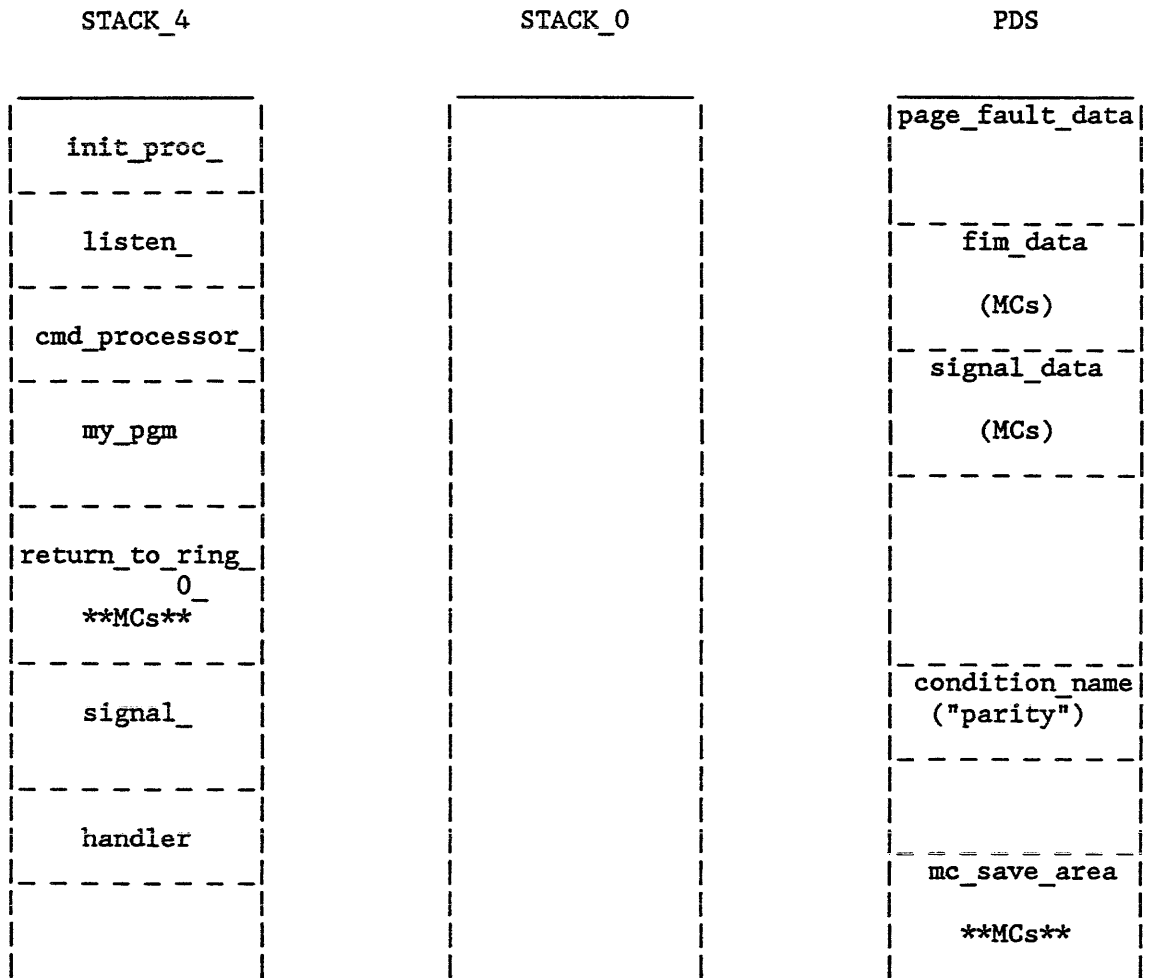 STACK_4 STACK_0 PDS
page_fault_data
init_proc_
listen_
fim_data
(MCs)
cmd_processor_
signal_data
my_pgm
(MCs)
return_to_ring_
0_
**MCs**
condition_name
signal_
("parity")
handler
mc_save_area
**MCs**